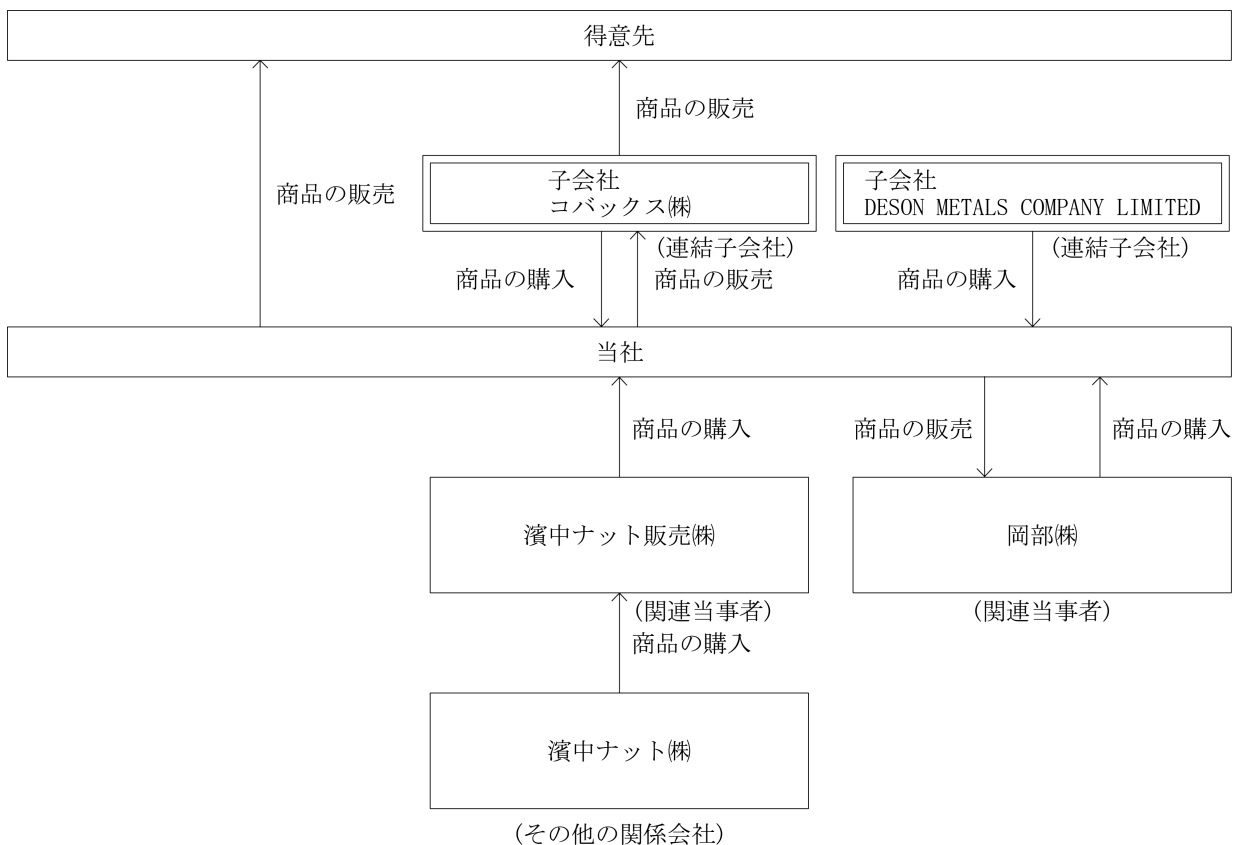 得意先
商品の販売
商品の販売
子会社
コバックス㈱
子会社
DESON METALS COMPANY LIMITED
(連結子会社)
(連結子会社)
商品の購入
商品の販売
商品の購入
当社
商品の購入
商品の販売
商品の購入
濱中ナット販売㈱
岡部㈱
(関連当事者)
(関連当事者)
商品の購入
濱中ナット㈱
(その他の関係会社)